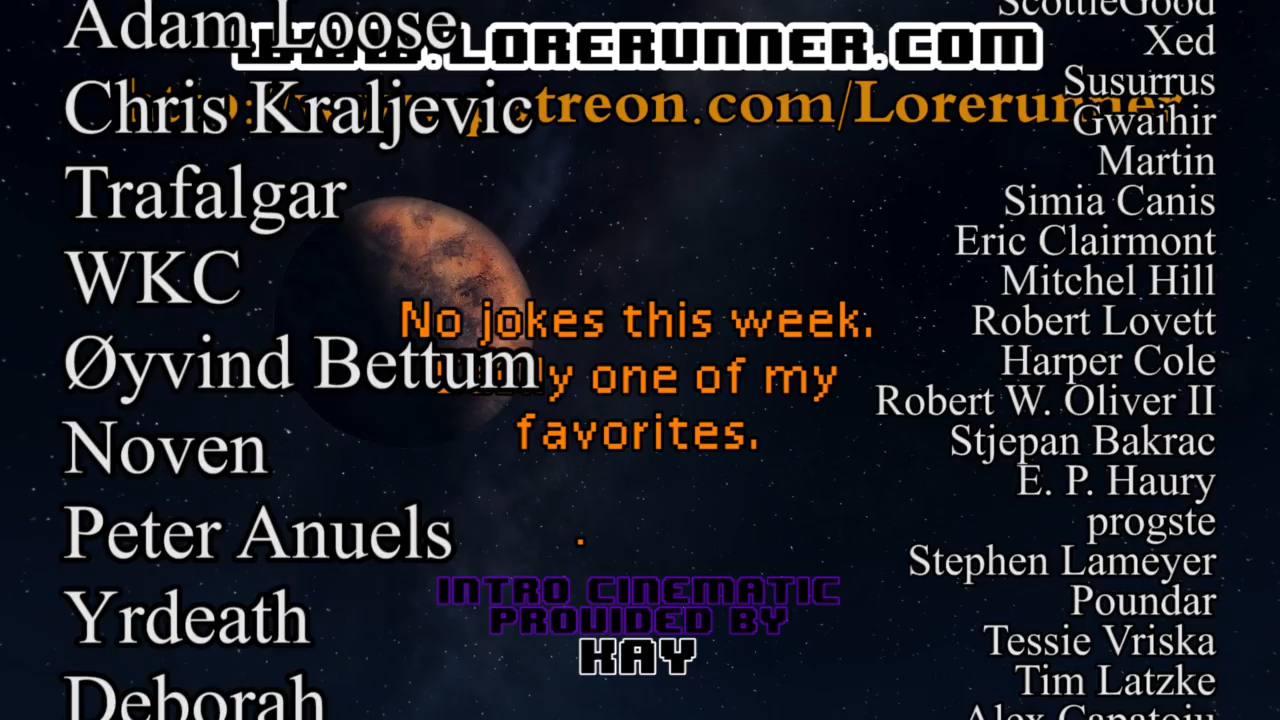 Adam Loose
Chris Kraljevic
Trafalgar
WKC
Øyvind Bettum
Noven
Peter Anuels
Yrdeath
Deborah
www.LORERUNNER.COM
treon.com/Lorerunner
No jokes this week.
one of my
favorites.
INTRO CINEMATIC
PROVIDED BY
KAY
ScottieGood
Xed
Susurrus
Gwaihir
Martin
Simia Canis
Eric Clairmont
Mitchel Hill
Robert Lovett
Harper Cole
Robert W. Oliver II
Stjepan Bakrac
E. P. Haury
progste
Stephen Lameyer
Poundar
Tessie Vriska
Tim Latzke